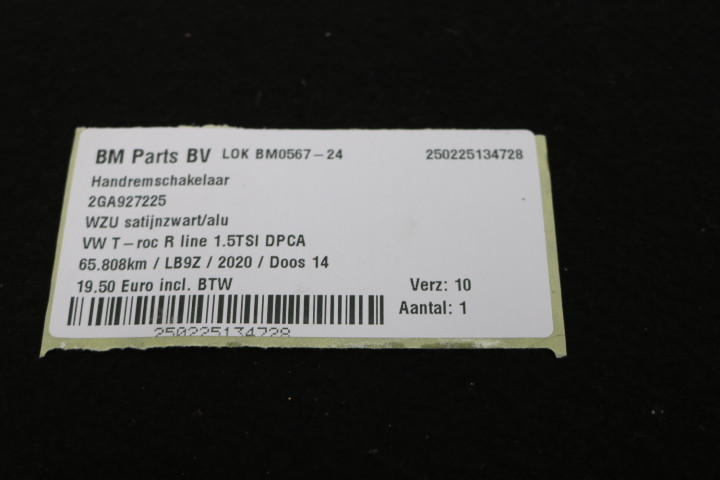 BM Parts BV LOK BM0567-24 250225134728
Handremschakelaar
2GA927225
WZU satijnzwart/alu
VW T-roc R line 1.5TSI DPCA
65.808km / LB9Z / 2020 / Doos 14
19.50 Euro incl. BTW Verz: 10
Aantal: 1
250225134728